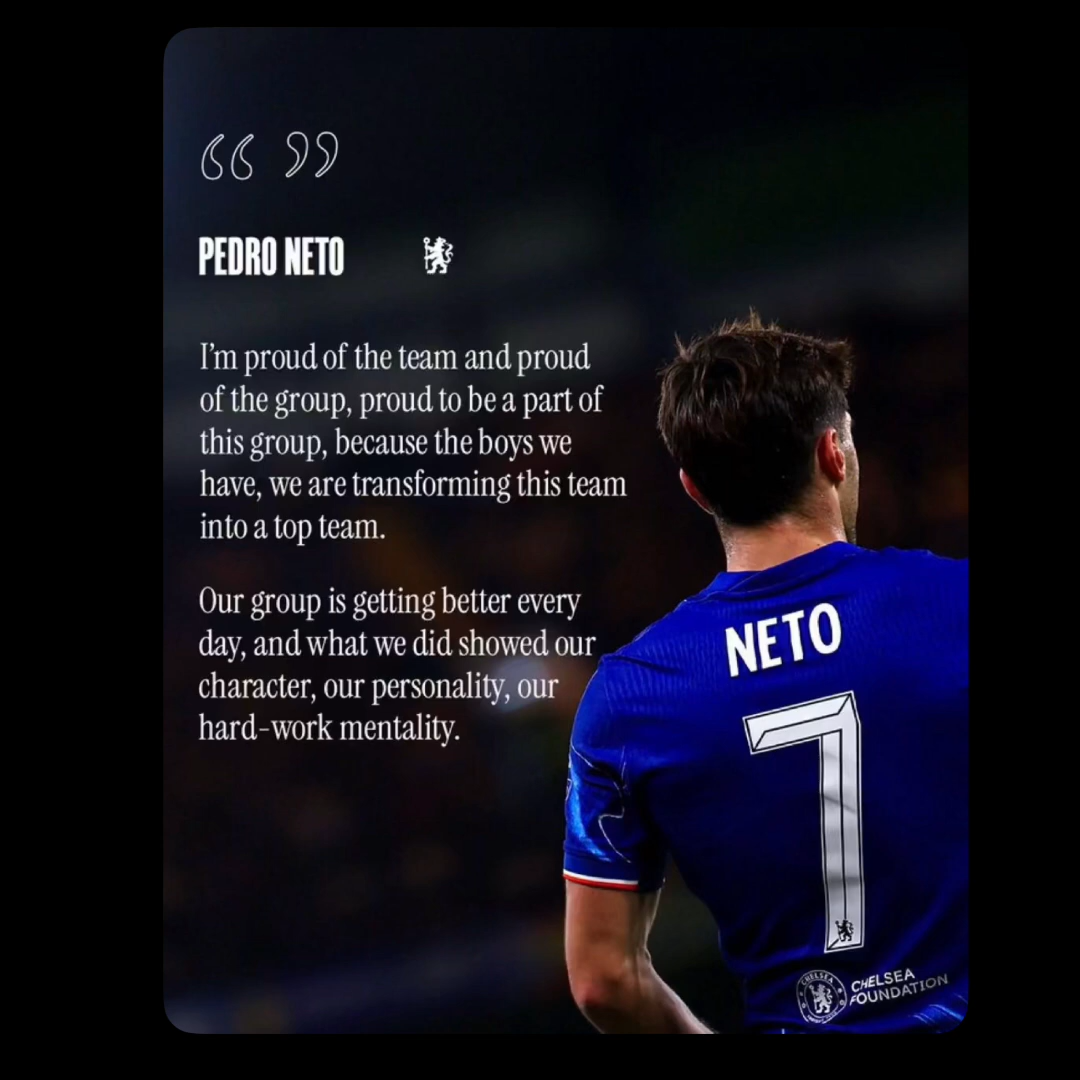 “ ”
PEDRO NETO
I’m proud of the team and proud
of the group, proud to be a part of
this group, because the boys we
have, we are transforming this team
into a top team.
Our group is getting better every
day, and what we did showed our
character, our personality, our
hard-work mentality.
NETO
7
CHELSEA
CHELSEA
FOUNDATION